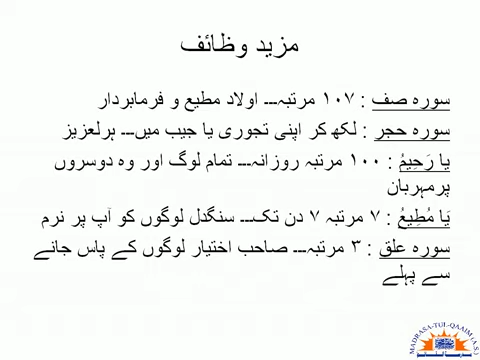 مزید وظائف
سورہ صف : ۱۰۷ مرتبہ۔۔۔ اولاد مطیع و فرمابردار
سورہ حجر : لکھ کر اپنی تجوری یا جیب میں۔۔۔ ہرلعزیز
یا رَحِیمُ : ۱۰۰ مرتبہ روزانہ۔۔۔ تمام لوگ اور وہ دوسروں
پرمہربان
یَا مُطِیعُ : ۷ مرتبہ ۷ دن تک۔۔۔ سنگدل لوگوں کو آپ پر نرم
سورہ علق : ۳ مرتبہ۔۔۔ صاحب اختیار لوگوں کے پاس جانے
سے پہلے
MADRASA-TUL-QAAIM (A.S.)